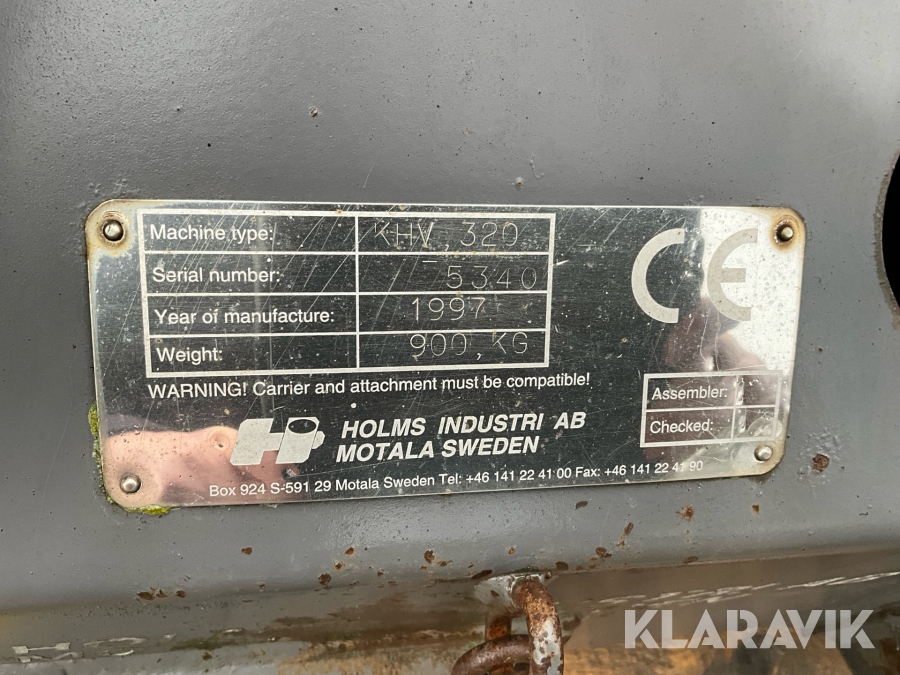 Machine type: KHV, 320
Serial number: 5340
Year of manufacture: 1997
Weight: 900, KG
WARNING! Carrier and attachment must be compatible!
CE
Assembler:
Checked:
HOLMS INDUSTRI AB
MOTALA SWEDEN
Box 924 S-591 29 Motala Sweden Tel: +46 141 22 41 00 Fax: +46 141 22 41 90
KLARAVIK